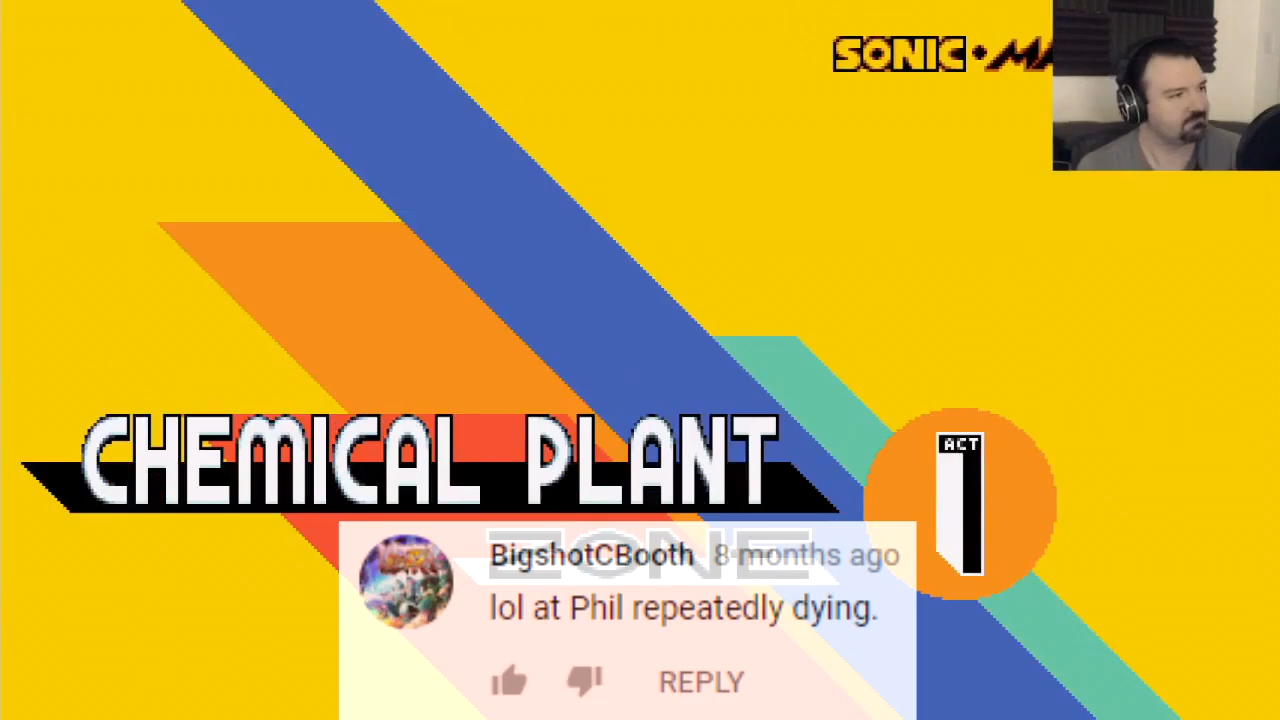 SONIC • MA
CHEMICAL PLANT
ACT
1
ZONE
BigshotCBooth 8 months ago
lol at Phil repeatedly dying.
REPLY